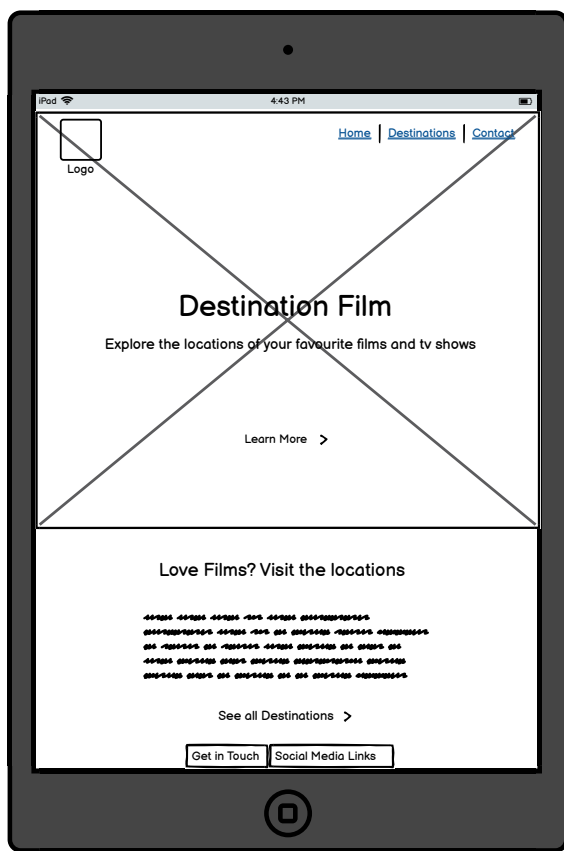 iPad 4:43 PM
Home Destinations Contact
Logo
Destination Film
Explore the locations of your favourite films and tv shows
Learn More >
Love Films? Visit the locations
See all Destinations >
Get in Touch Social Media Links